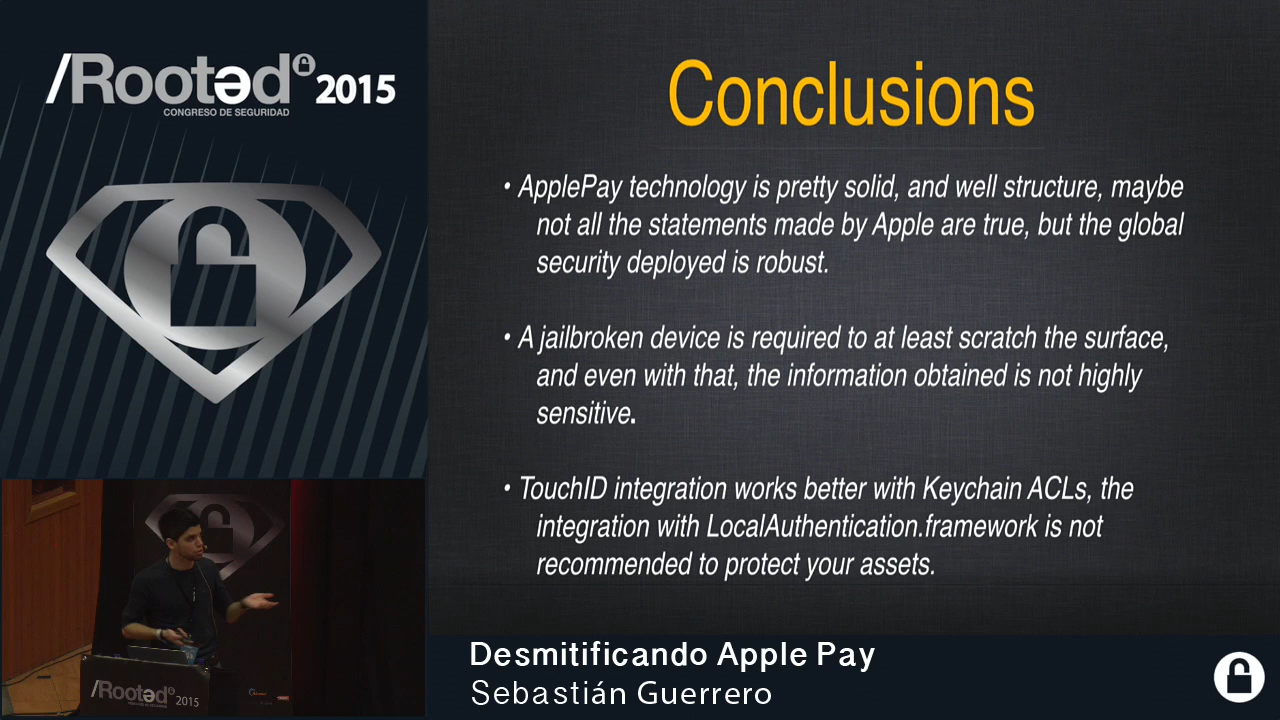 /Rootəd° 2015
CONGRESO DE SEGURIDAD
Conclusions
• ApplePay technology is pretty solid, and well structure, maybe
not all the statements made by Apple are true, but the global
security deployed is robust.
• A jailbroken device is required to at least scratch the surface,
and even with that, the information obtained is not highly
sensitive.
• TouchID integration works better with Keychain ACLs, the
integration with LocalAuthentication.framework is not
recommended to protect your assets.
/Rootəd° 2015
Desmitificando Apple Pay
Sebastián Guerrero